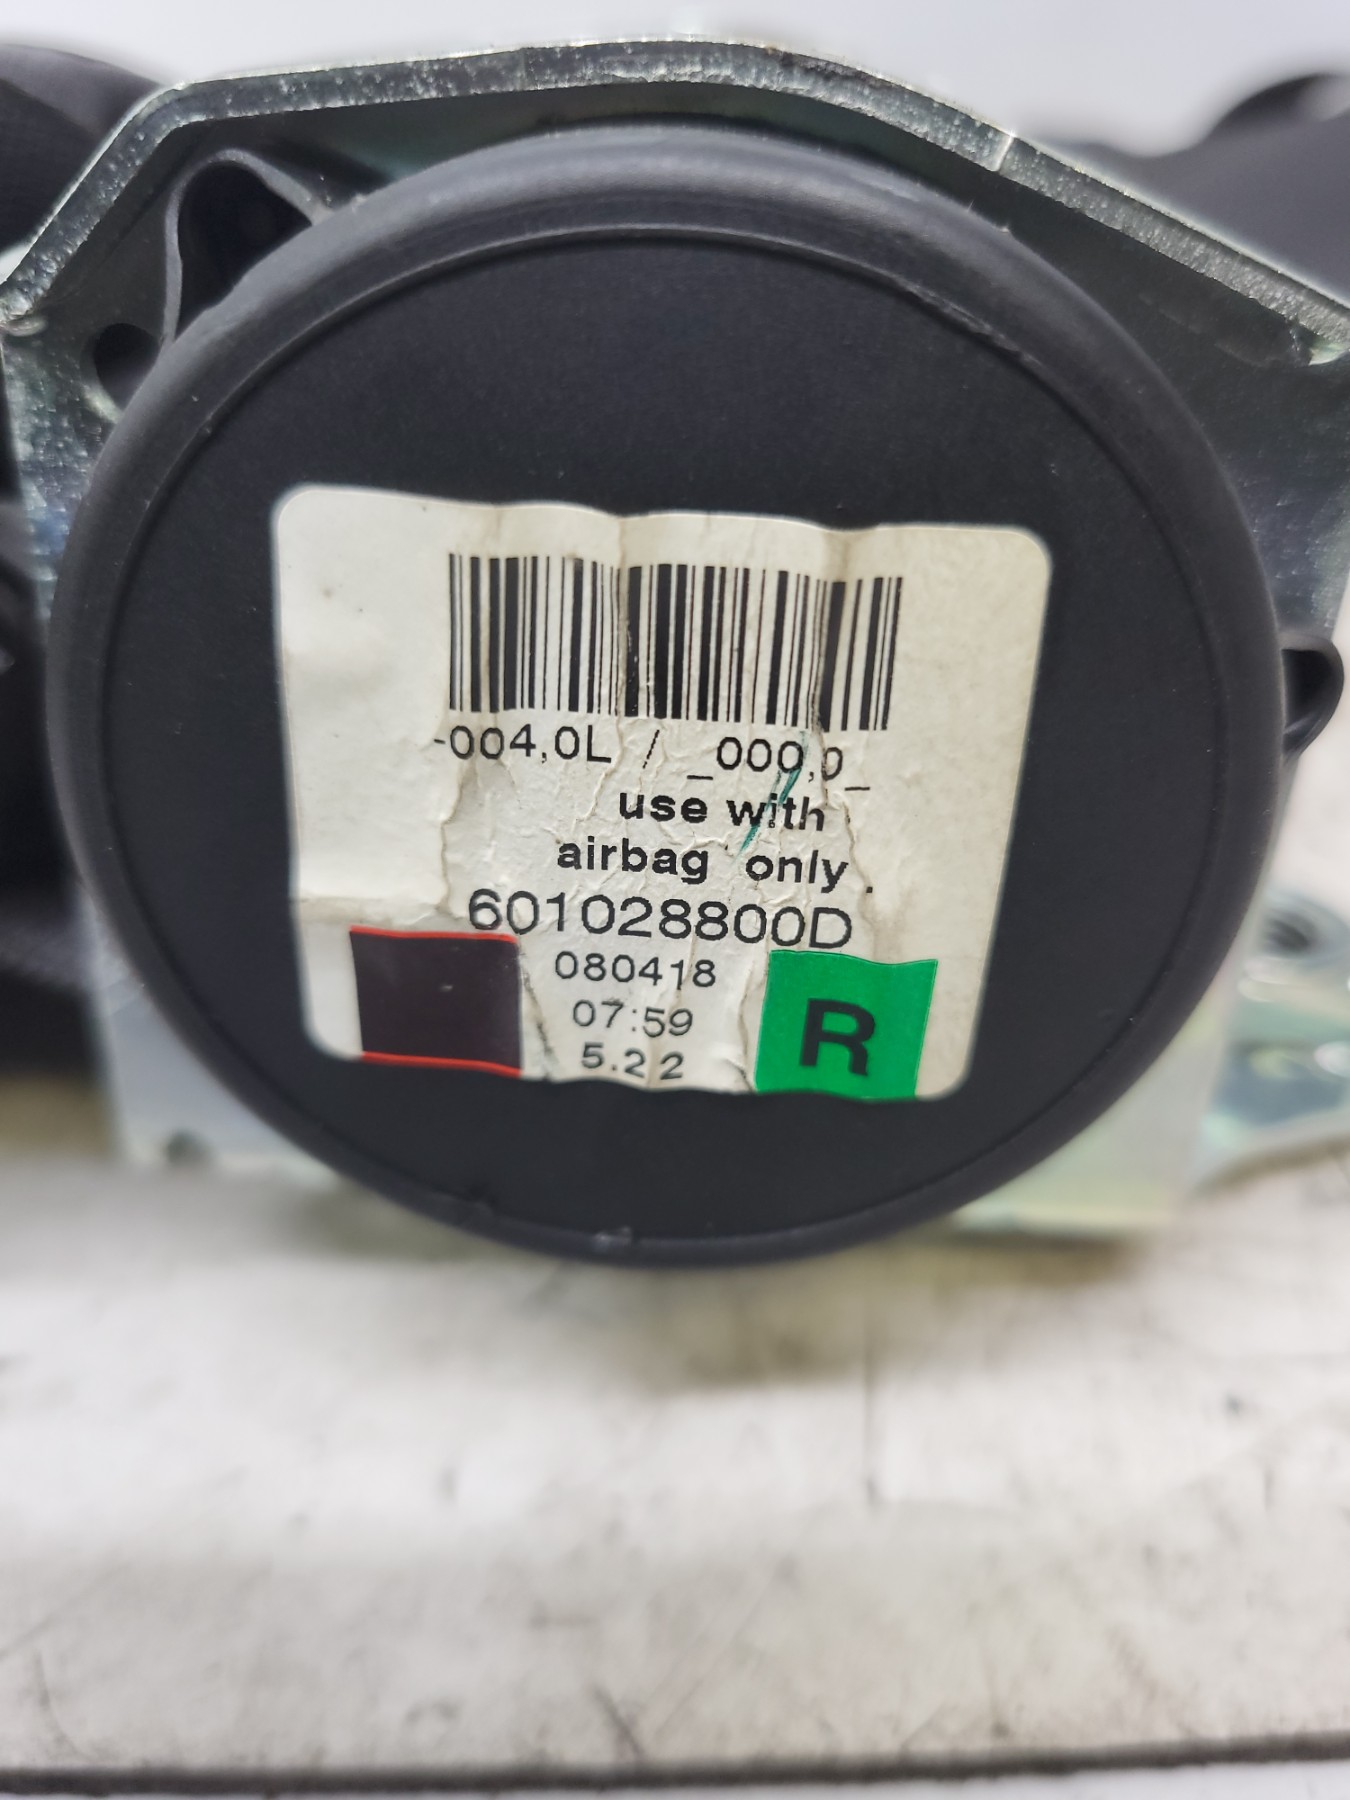 -004,0L / _000,0_
use with
airbag only.
601028800D
080418
07:59
5.22
R